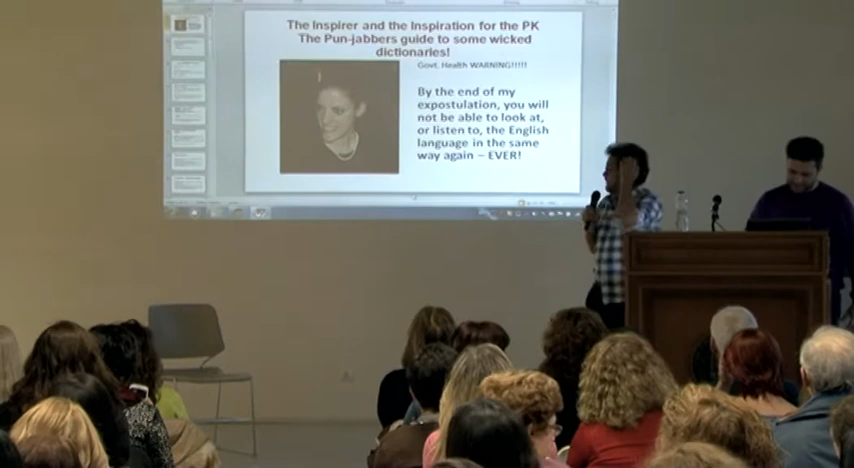 The Inspirer and the Inspiration for the PK
The Pun-jabbers guide to some wicked
dictionaries!
Govt. Health WARNING!!!!!
By the end of my
expostulation, you will
not be able to look at,
or listen to, the English
language in the same
way again – EVER!